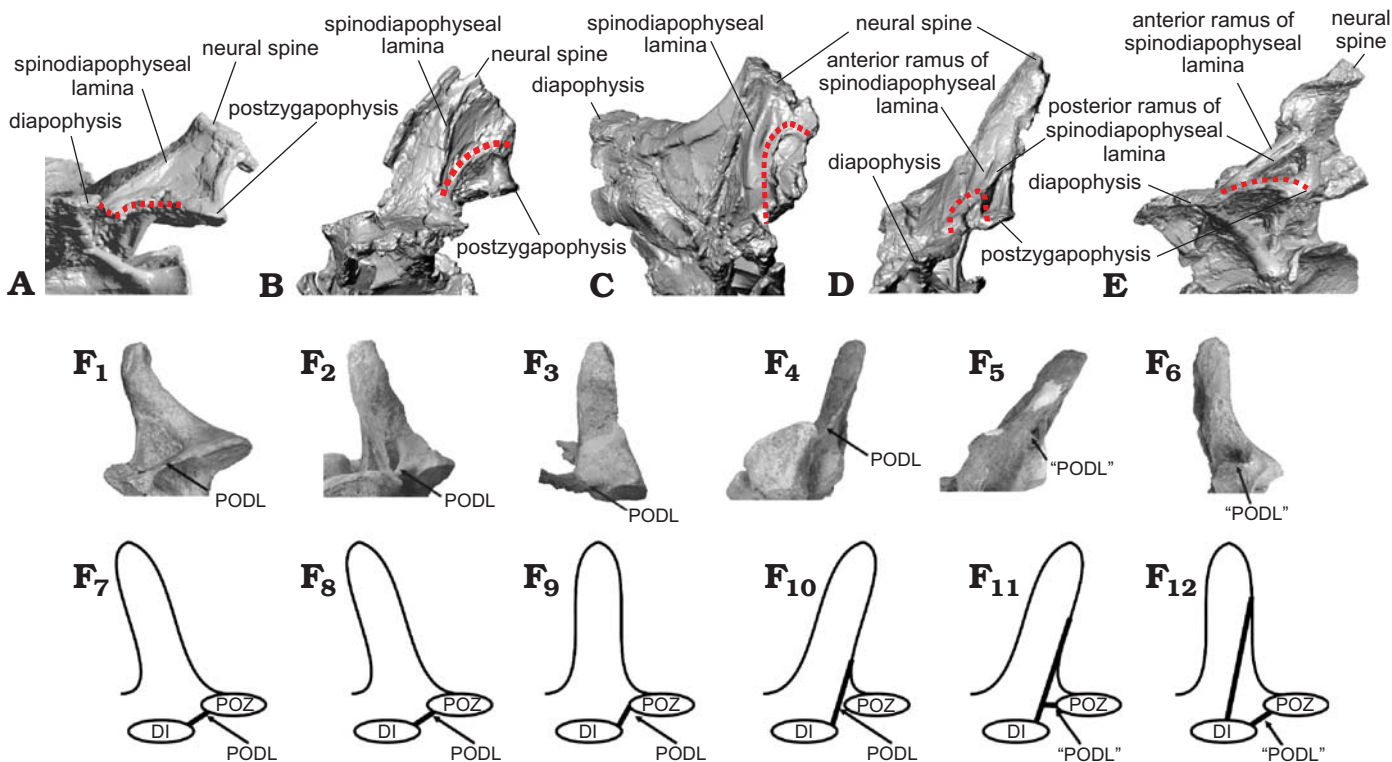 spinodiapophyseal
lamina
neural spine
diapophysis
postzygapophysis
A
spinodiapophyseal
lamina
neural spine
postzygapophysis
B
spinodiapophyseal
lamina
diapophysis
C
neural spine
anterior ramus of
spinodiapophyseal
lamina
diapophysis
D
posterior ramus of
spinodiapophyseal
lamina
anterior ramus of
spinodiapophyseal
lamina
neural
spine
diapophysis
postzygapophysis
E
F1
PODL
F2
PODL
F3
PODL
F4
PODL
F5
“PODL”
F6
“PODL”
F7
POZ
DI
PODL
F8
POZ
DI
PODL
F9
POZ
DI
PODL
F10
POZ
DI
PODL
F11
POZ
DI
“PODL”
F12
POZ
DI
“PODL”